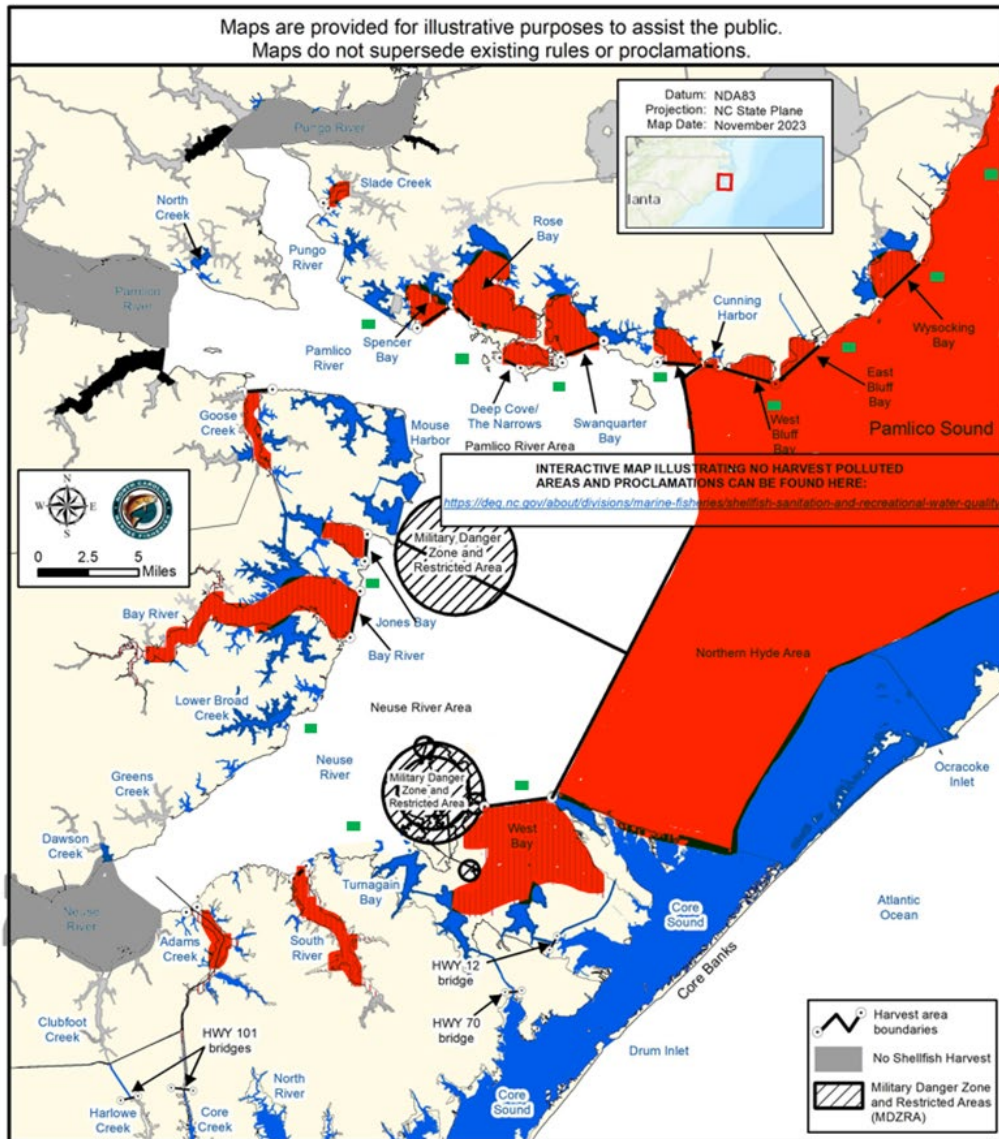 Maps are provided for illustrative purposes to assist the public.
Maps do not supersede existing rules or proclamations.
Datum: NDA83
Projection: NC State Plane
Map Date: November 2023
lanta
Pungo River
Slade Creek
North
Creek
Rose
Bay
Pungo
River
Pamlico
River
Cunning
Harbor
Spencer
Bay
Pamlico
River
Wysocking
Bay
East
Bluff
Bay
Deep Cove/
The Narrows
Swanquarter
Bay
West
Bluff
Bay
Goose
Creek
Mouse
Harbor
Pamlico Sound
Pamlico River Area
INTERACTIVE MAP ILLUSTRATING NO HARVEST POLLUTED
AREAS AND PROCLAMATIONS CAN BE FOUND HERE:
https://deq.nc.gov/about/divisions/marine-fisheries/shellfish-sanitation-and-recreational-water-quality
N
W E
S
NORTH CAROLINA
MARINE FISHERIES
0 2.5 5
Miles
Military Danger
Zone and
Restricted Area
Bay River
Jones Bay
Bay River
Northern Hyde Area
Lower Broad
Creek
Neuse River Area
Neuse
River
Greens
Creek
Military Danger
Zone and
Restricted Area
Ocracoke
Inlet
Dawson
Creek
West
Bay
Turnagain
Bay
Atlantic
Ocean
Neuse
River
Adams
Creek
South
River
Core
Sound
Core Banks
HWY 12
bridge
HWY 70
bridge
Clubfoot
Creek
HWY 101
bridges
Drum Inlet
North
River
Harlowe
Creek
Core
Creek
Core
Sound
Harvest area
boundaries
No Shellfish Harvest
Military Danger Zone
and Restricted Areas
(MDZRA)